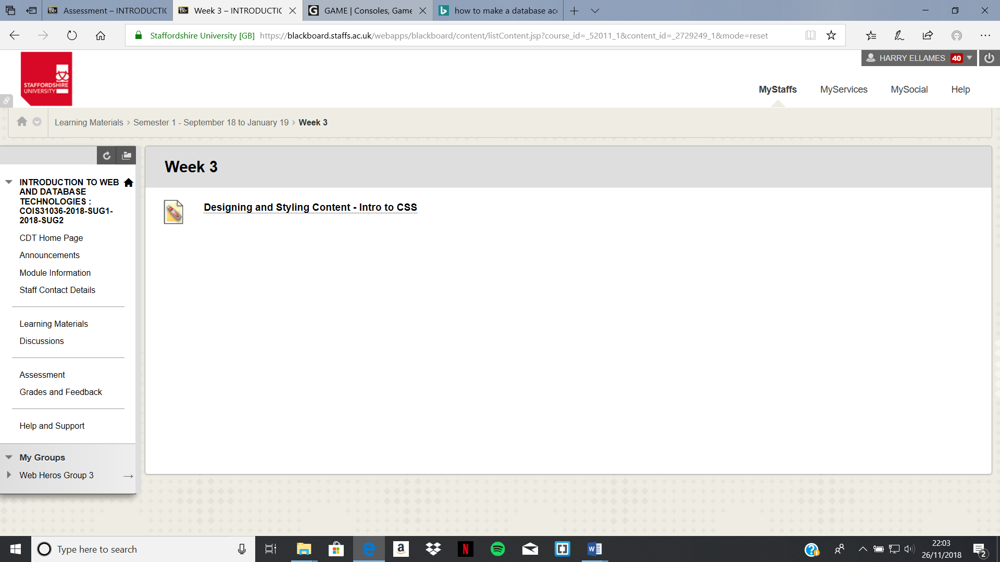 Assessment – INTRODUCTIC
Week 3 – INTRODUCTIC
GAME | Consoles, Game
how to make a database acc
Staffordshire University [GB] https://blackboard.staffs.ac.uk/webapps/blackboard/content/listContent.jsp?course_id=_52011_1&content_id=_2729249_1&mode=reset
HARRY ELLAMES 40
STAFFORDSHIRE
UNIVERSITY
MyStaffs MyServices MySocial Help
Learning Materials > Semester 1 - September 18 to January 19 > Week 3
Week 3
Designing and Styling Content - Intro to CSS
INTRODUCTION TO WEB
AND DATABASE
TECHNOLOGIES :
COIS31036-2018-SUG1-
2018-SUG2
CDT Home Page
Announcements
Module Information
Staff Contact Details
Learning Materials
Discussions
Assessment
Grades and Feedback
Help and Support
My Groups
Web Heros Group 3
Type here to search
22:03
26/11/2018
2